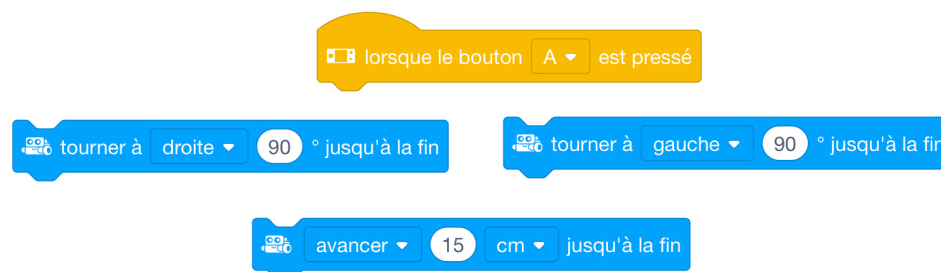 lorsque le bouton A est pressé
tourner à droite 90 ° jusqu'à la fin
tourner à gauche 90 ° jusqu'à la fin
avancer 15 cm jusqu'à la fin